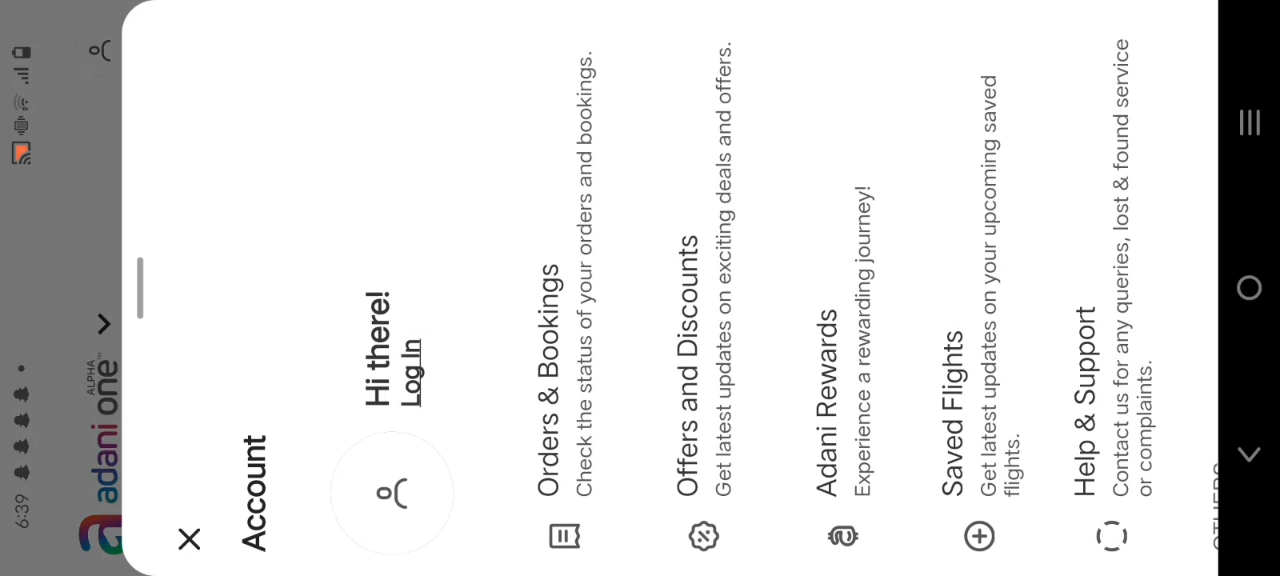 6:39
adani one™
ALPHA
Account
Hi there!
Log In
Orders & Bookings
Check the status of your orders and bookings.
Offers and Discounts
Get latest updates on exciting deals and offers.
Adani Rewards
Experience a rewarding journey!
Saved Flights
Get latest updates on your upcoming saved
flights.
Help & Support
Contact us for any queries, lost & found service
or complaints.
OTHERS